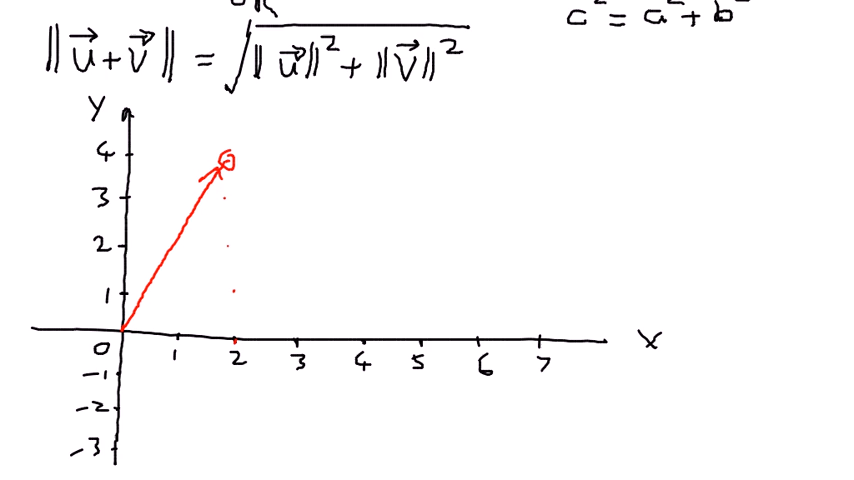 OR
c² = a² + b²
‖u⃗+v⃗‖ = √‖u⃗‖² + ‖v⃗‖²
Y
4
3
2
1
0 1 2 3 4 5 6 7 X
-1
-2
-3